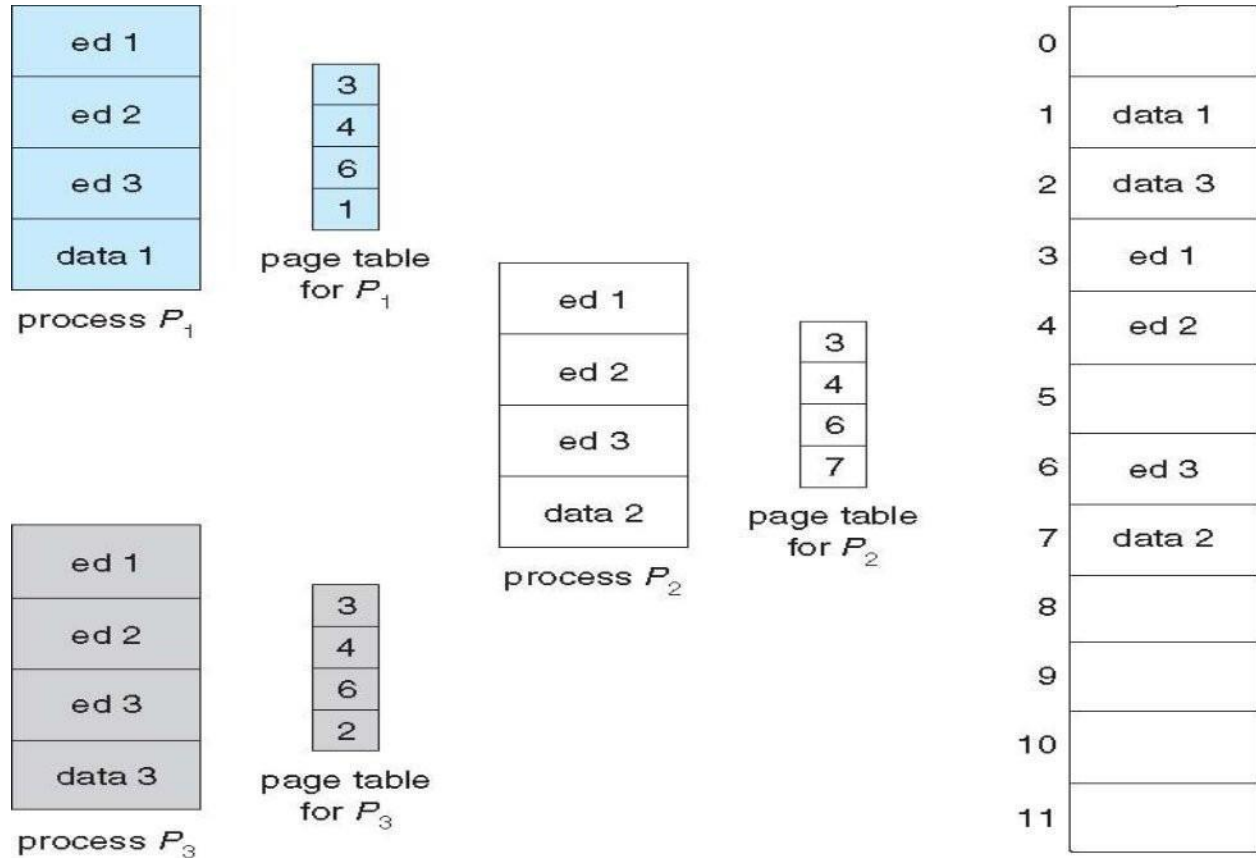 ed 1
ed 2
ed 3
data 1
process P1
3
4
6
1
page table
for P1
ed 1
ed 2
ed 3
data 2
process P2
3
4
6
7
page table
for P2
ed 1
ed 2
ed 3
data 3
process P3
3
4
6
2
page table
for P3
0
1 data 1
2 data 3
3 ed 1
4 ed 2
5
6 ed 3
7 data 2
8
9
10
11